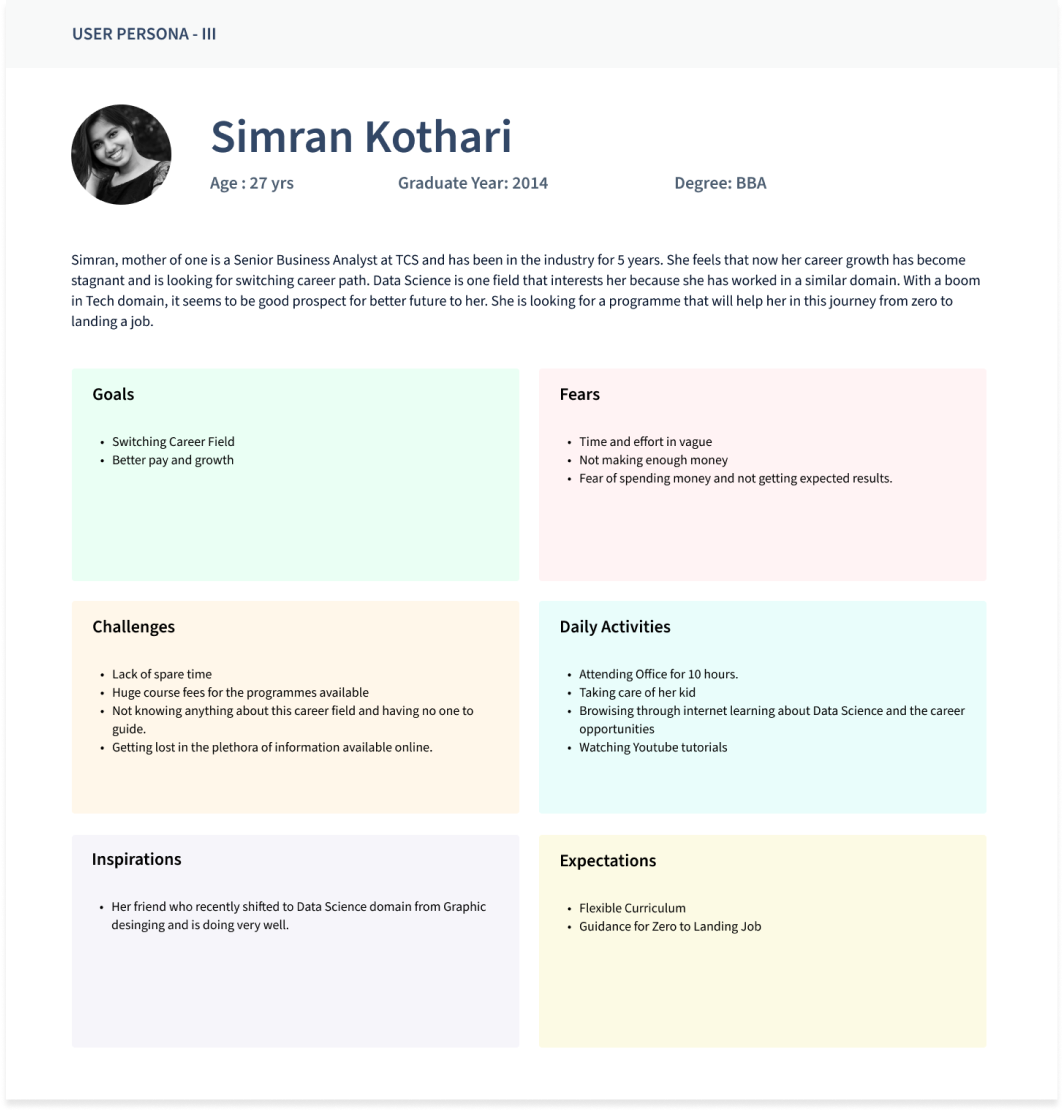 USER PERSONA - III
Simran Kothari
Age : 27 yrs
Graduate Year: 2014
Degree: BBA
Simran, mother of one is a Senior Business Analyst at TCS and has been in the industry for 5 years. She feels that now her career growth has become
stagnant and is looking for switching career path. Data Science is one field that interests her because she has worked in a similar domain. With a boom
in Tech domain, it seems to be good prospect for better future to her. She is looking for a programme that will help her in this journey from zero to
landing a job.
Goals
• Switching Career Field
• Better pay and growth
Fears
• Time and effort in vague
• Not making enough money
• Fear of spending money and not getting expected results.
Challenges
• Lack of spare time
• Huge course fees for the programmes available
• Not knowing anything about this career field and having no one to
guide.
• Getting lost in the plethora of information available online.
Daily Activities
• Attending Office for 10 hours.
• Taking care of her kid
• Browising through internet learning about Data Science and the career
opportunities
• Watching Youtube tutorials
Inspirations
• Her friend who recently shifted to Data Science domain from Graphic
desinging and is doing very well.
Expectations
• Flexible Curriculum
• Guidance for Zero to Landing Job